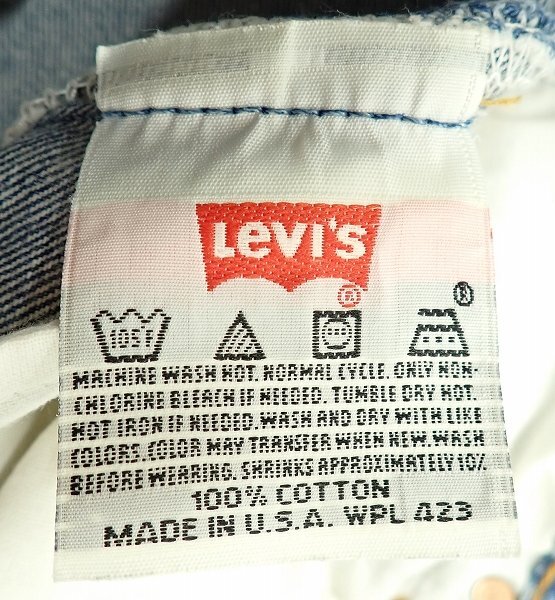 LEVI'S
®
®
105F
MACHINE WASH HOT. NORMAL CYCLE. ONLY NON-
CHLORINE BLEACH IF NEEDED. TUMBLE DRY HOT.
HOT IRON IF NEEDED. WASH AND DRY WITH LIKE
COLORS. COLOR MAY TRANSFER WHEN NEW. WASH
BEFORE WEARING. SHRINKS APPROXIMATELY 10%
100% COTTON
MADE IN U.S.A. WPL 423